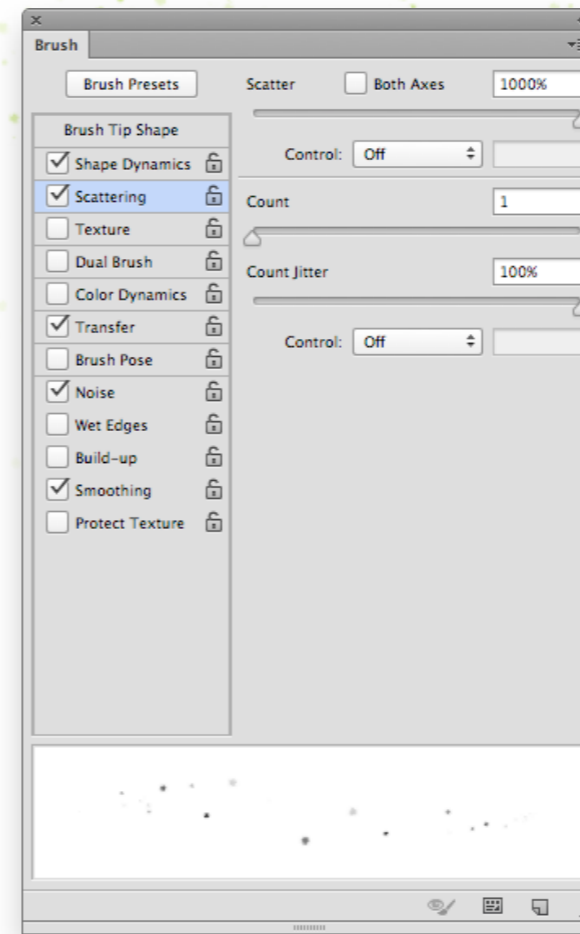 Brush
Brush Presets
Scatter Both Axes 1000%
Brush Tip Shape
Control: Off
Shape Dynamics
Scattering
Count 1
Texture
Dual Brush
Count Jitter 100%
Color Dynamics
Transfer
Control: Off
Brush Pose
Noise
Wet Edges
Build-up
Smoothing
Protect Texture